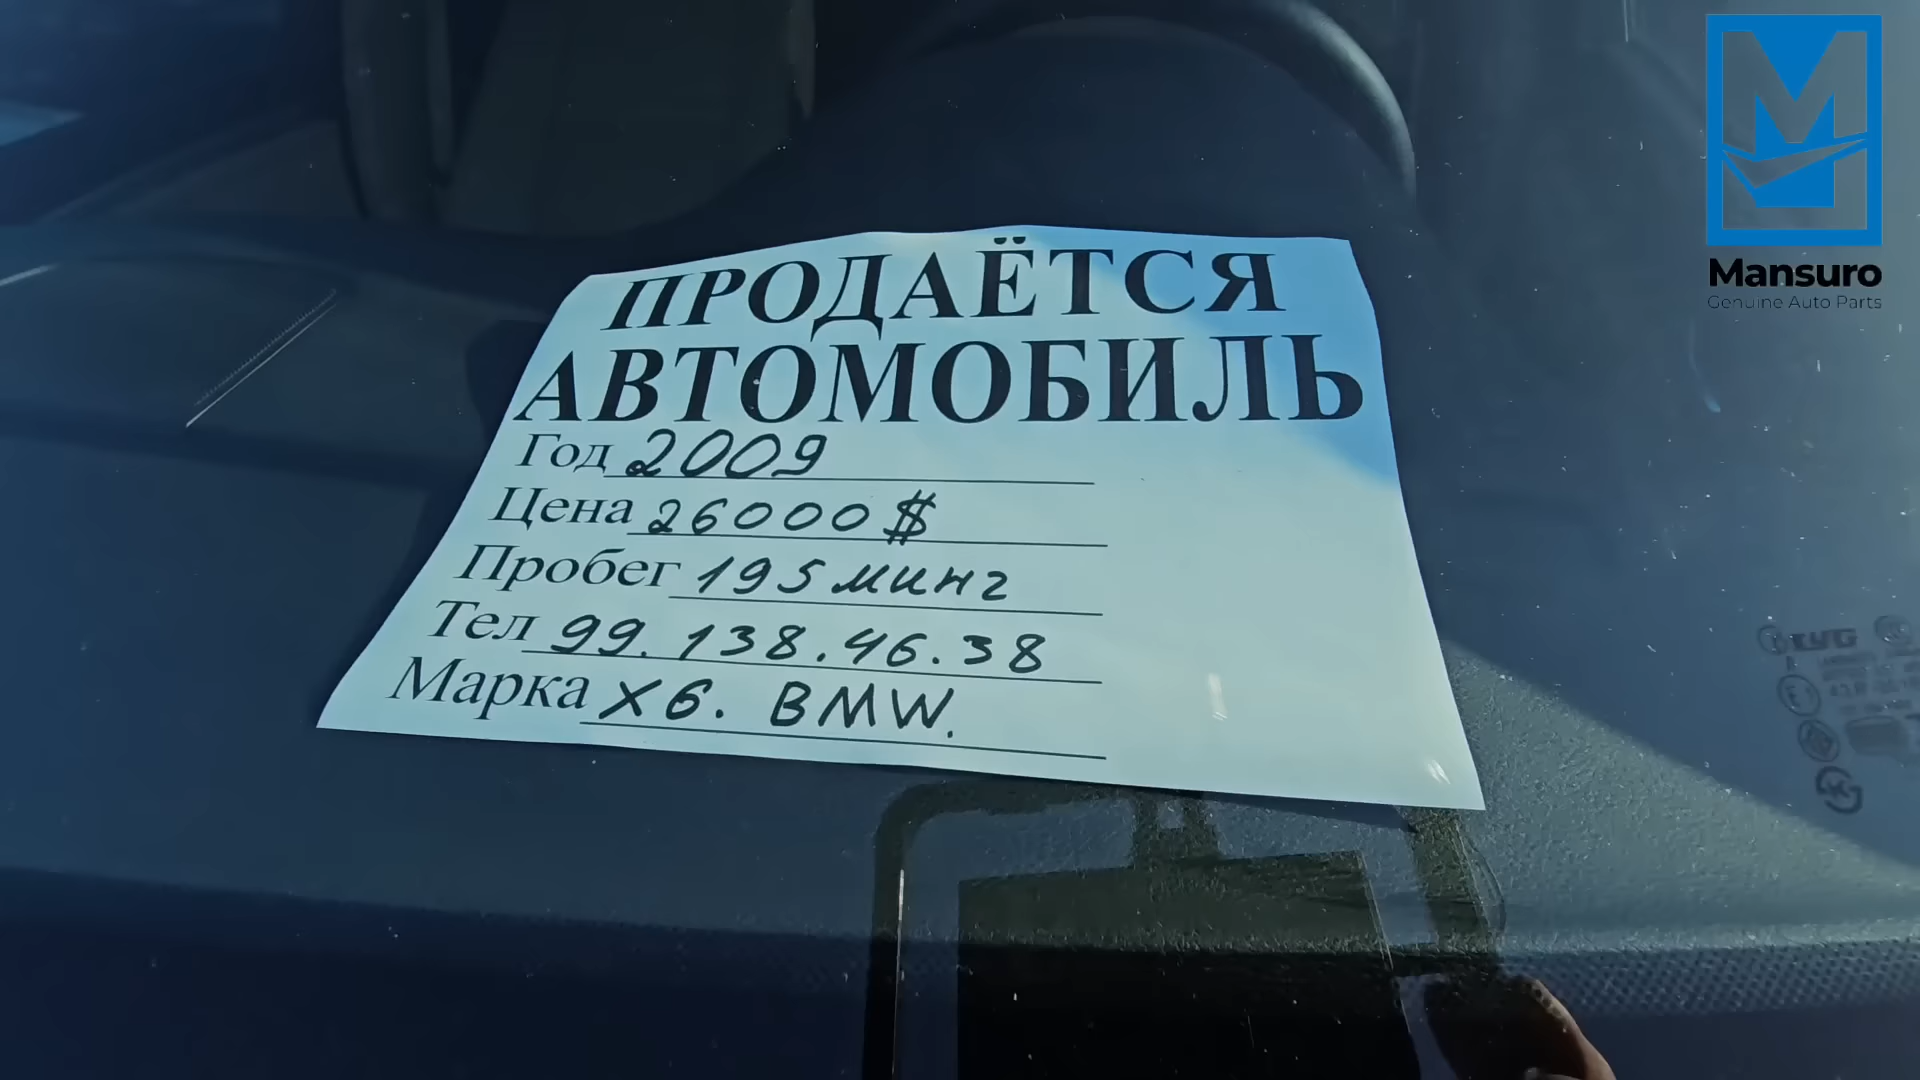 ПРОДАЁТСЯ
АВТОМОБИЛЬ
Год 2009
Цена 26000$
Пробег 195 минг
Тел 99.138.46.38
Марка X6. BMW.
Mansuro
Genuine Auto Parts